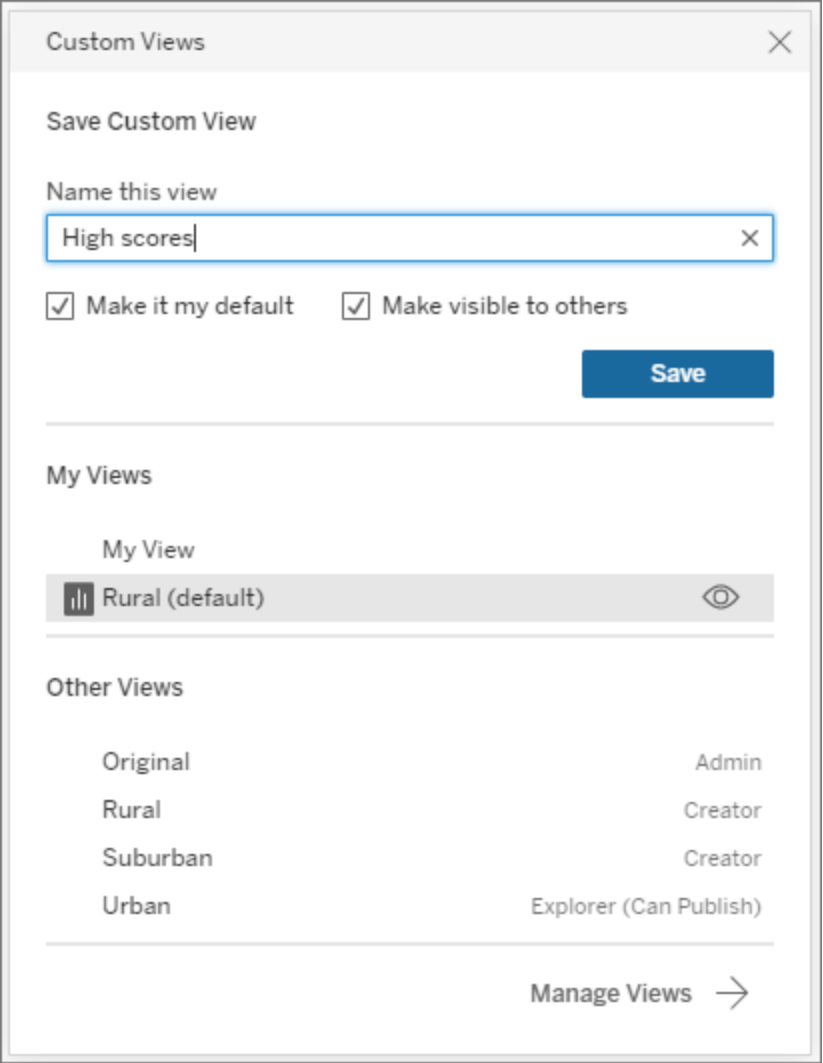 Custom Views
Save Custom View
Name this view
High scores
Make it my default Make visible to others
Save
My Views
My View
Rural (default)
Other Views
Original Admin
Rural Creator
Suburban Creator
Urban Explorer (Can Publish)
Manage Views